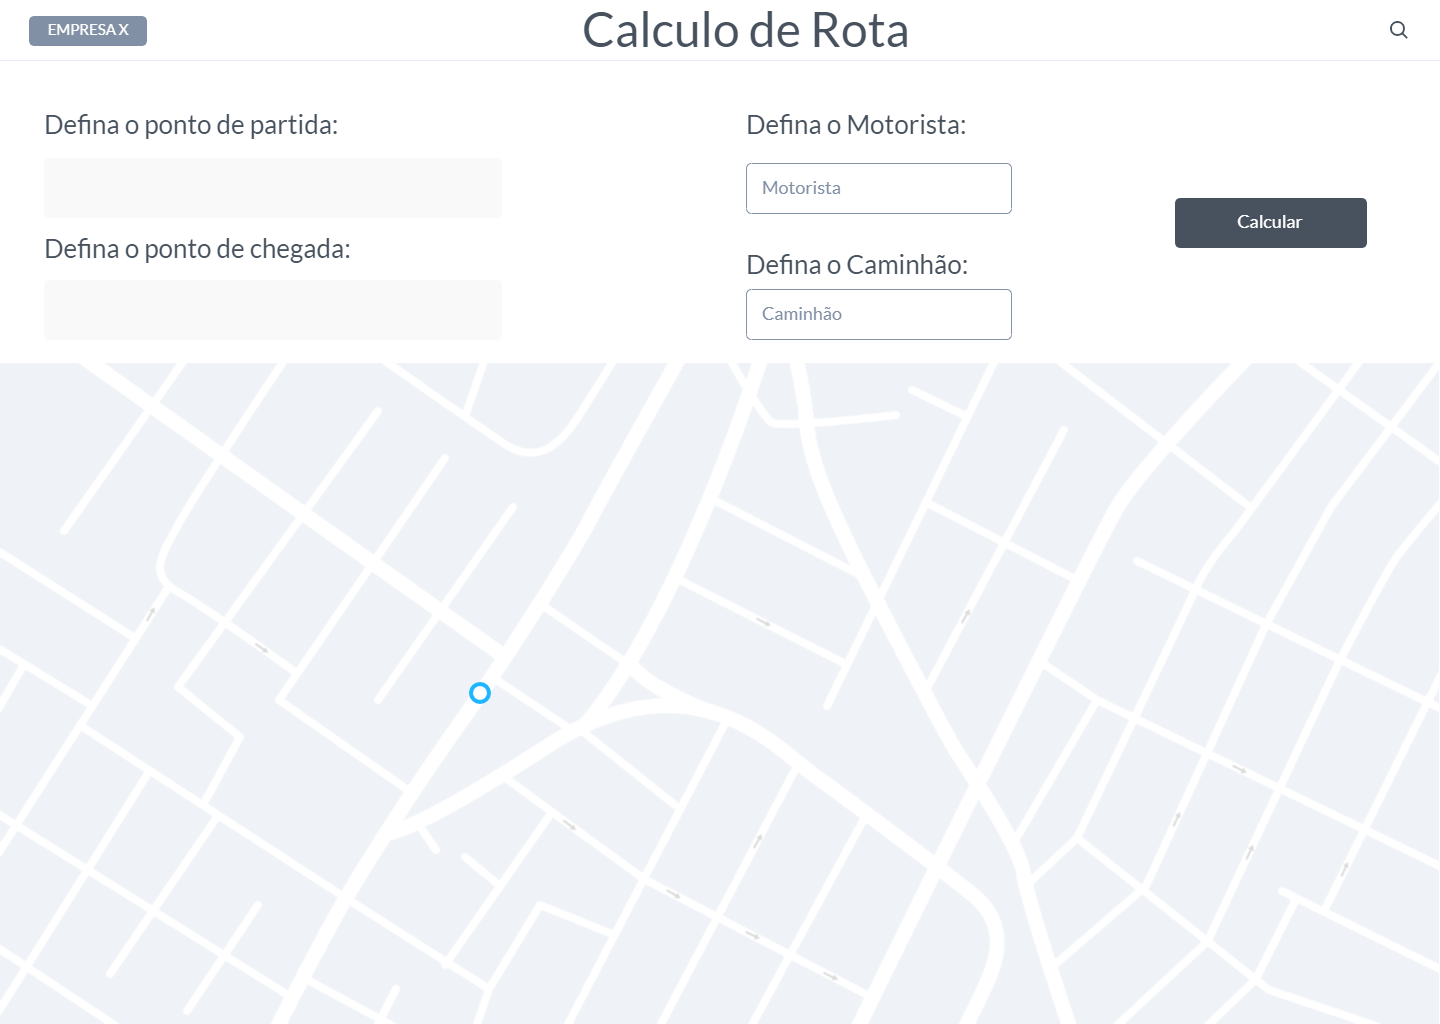 EMPRESA X
Calculo de Rota
Defina o ponto de partida:
Defina o ponto de chegada:
Defina o Motorista:
Motorista
Defina o Caminhão:
Caminhão
Calcular